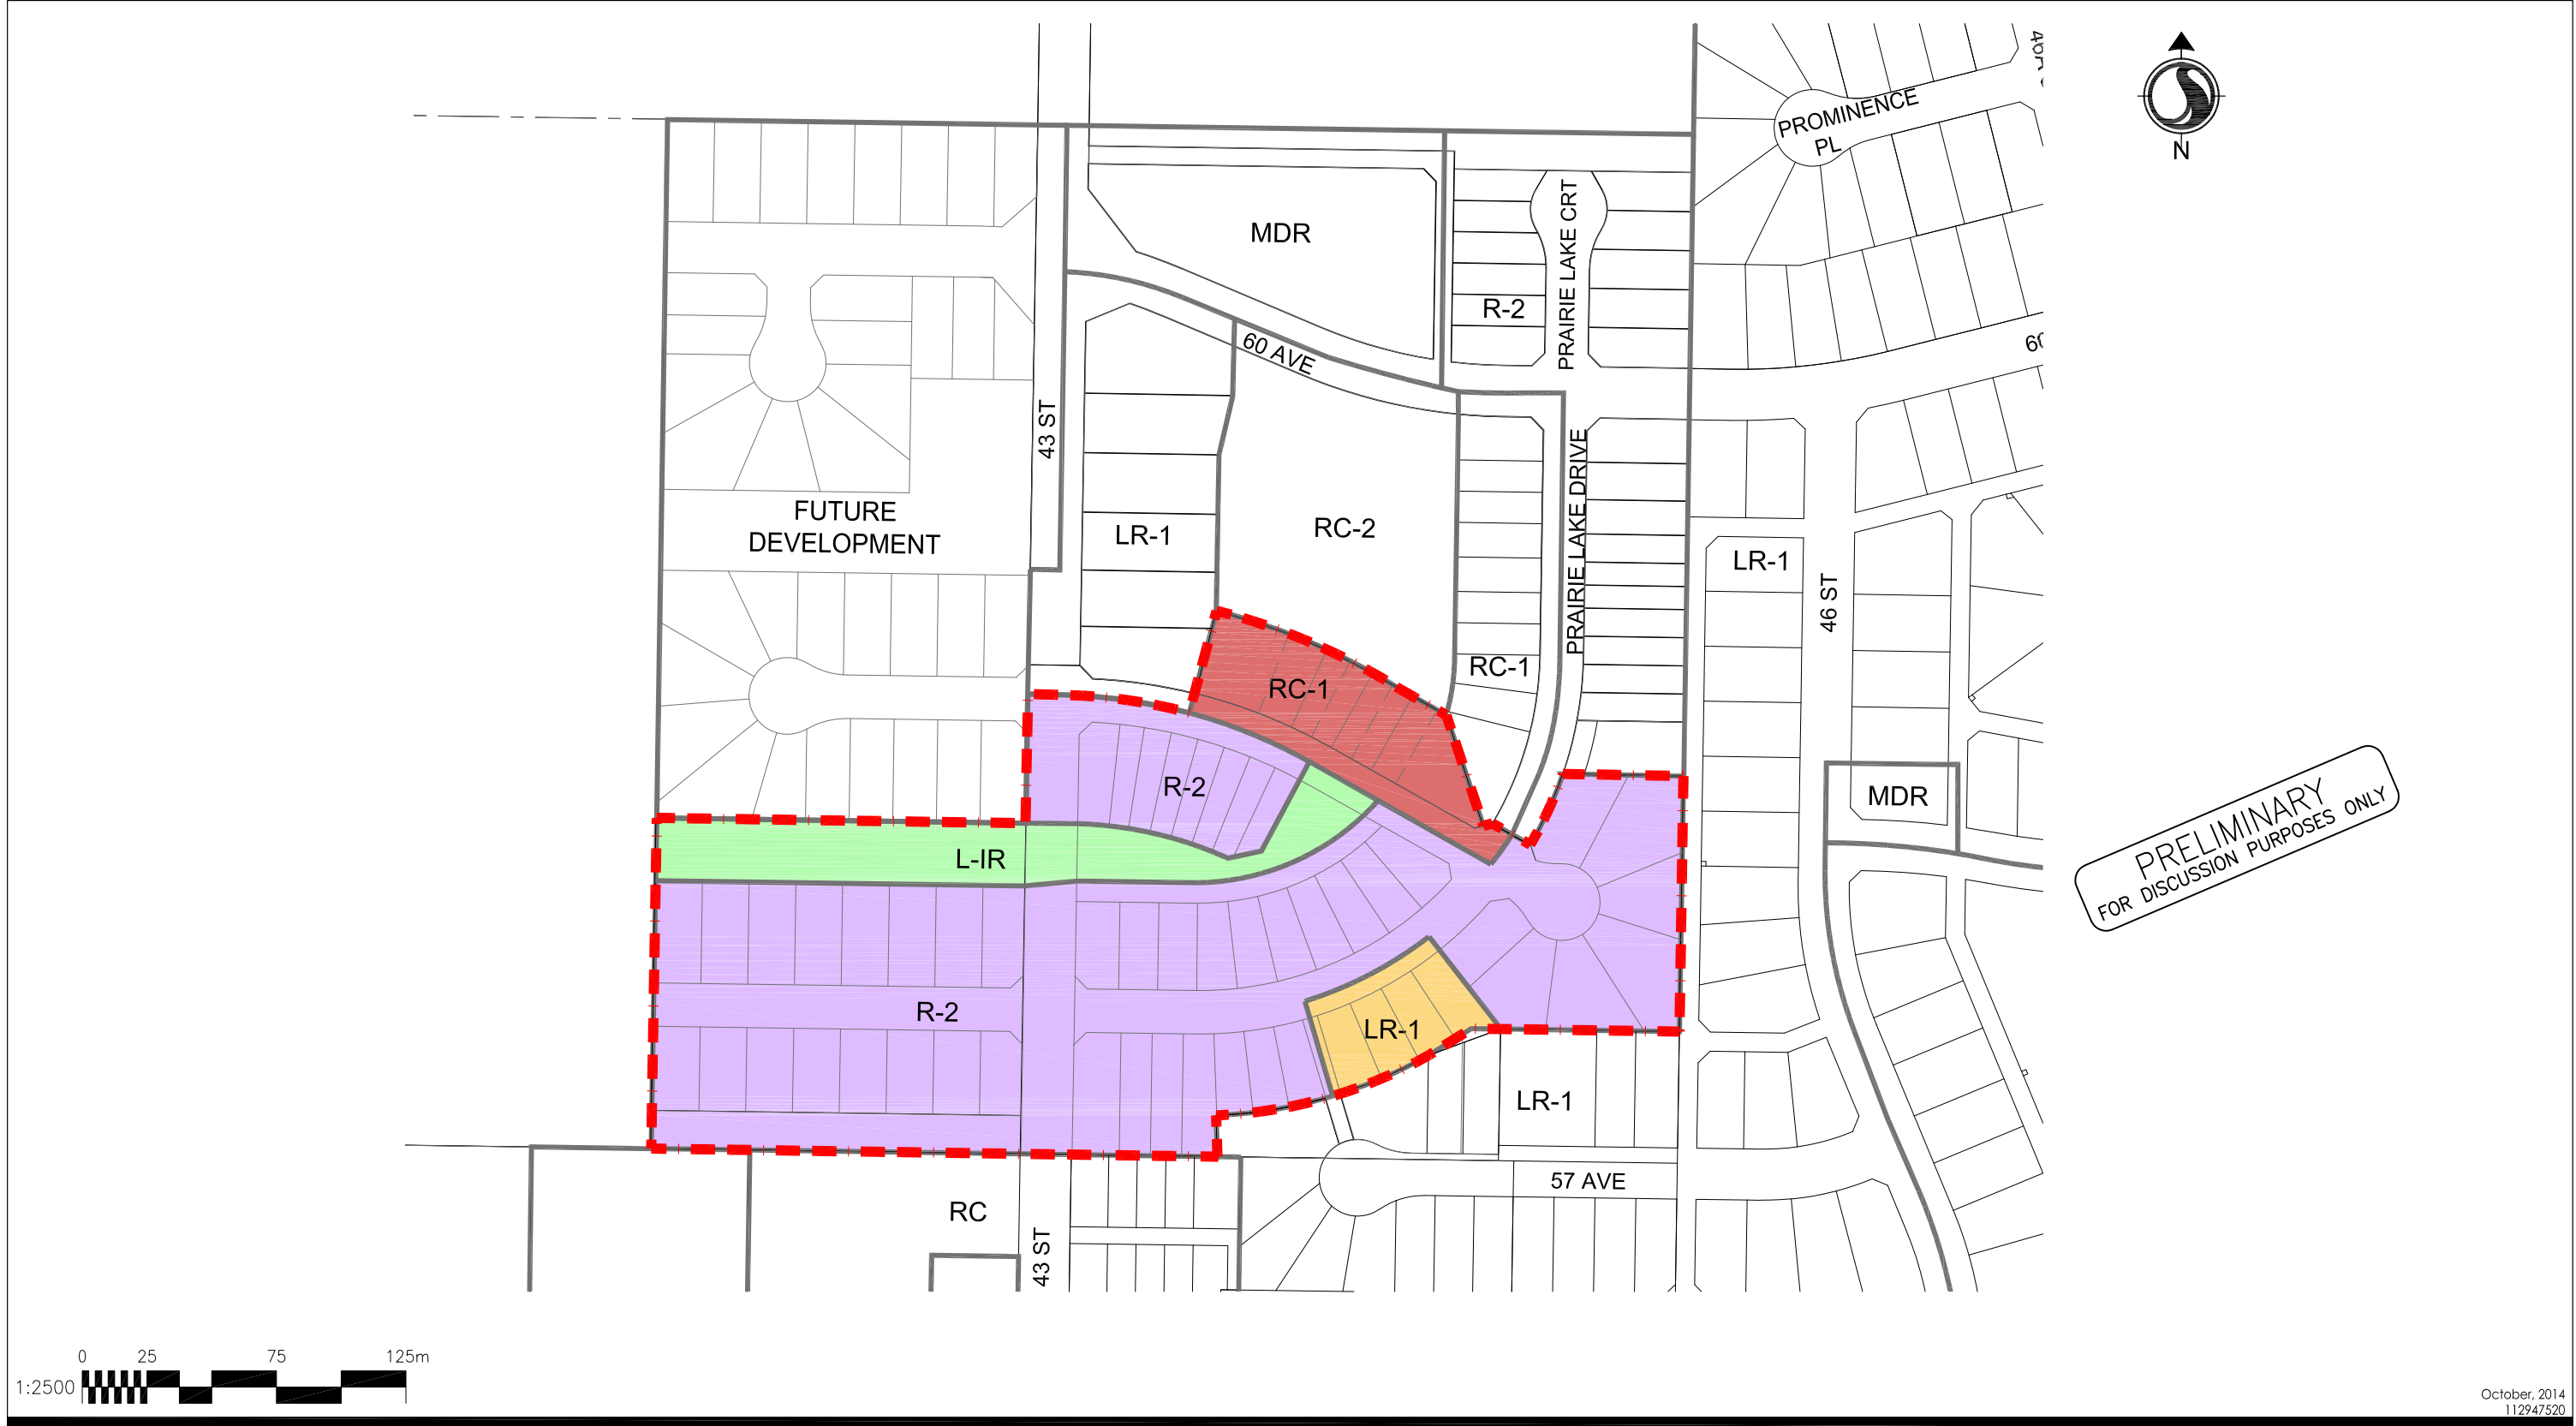 PROMINENCE
PL
N
MDR
PRAIRIE LAKE CRT
R-2
60 AVE
60
43 ST
PRAIRIE LAKE DRIVE
FUTURE
DEVELOPMENT
LR-1
RC-2
LR-1
46 ST
RC-1
RC-1
R-2
MDR
PRELIMINARY
FOR DISCUSSION PURPOSES ONLY
L-IR
R-2
LR-1
LR-1
57 AVE
RC
43 ST
0 25 75 125m
1:2500
October, 2014
112947520